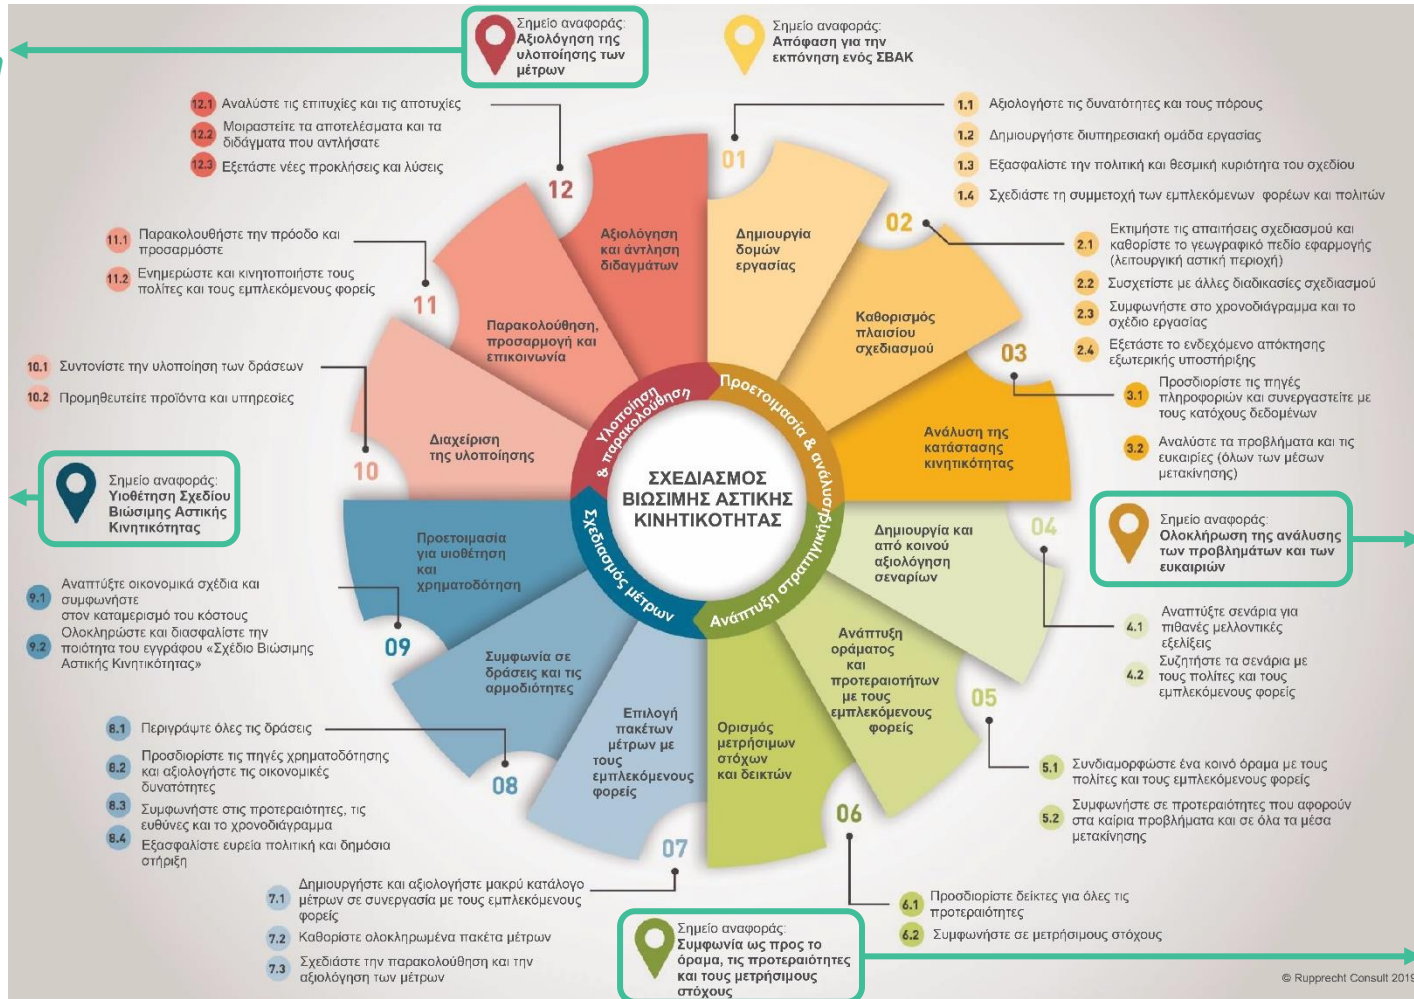 Σημείο αναφοράς:
Αξιολόγηση της
υλοποίησης των
μέτρων
Σημείο αναφοράς:
Απόφαση για την
εκπόνηση ενός ΣΒΑΚ
12.1 Αναλύστε τις επιτυχίες και τις αποτυχίες
12.2 Μοιραστείτε τα αποτελέσματα και τα
διδάγματα που αντλήσατε
12.3 Εξετάστε νέες προκλήσεις και λύσεις
1.1 Αξιολογήστε τις δυνατότητες και τους πόρους
1.2 Δημιουργήστε διυπηρεσιακή ομάδα εργασίας
1.3 Εξασφαλίστε την πολιτική και θεσμική κυριότητα του σχεδίου
1.4 Σχεδιάστε τη συμμετοχή των εμπλεκόμενων φορέων και πολιτών
2.1 Εκτιμήστε τις απαιτήσεις σχεδιασμού και
καθορίστε το γεωγραφικό πεδίο εφαρμογής
(λειτουργική αστική περιοχή)
2.2 Συσχετίστε με άλλες διαδικασίες σχεδιασμού
2.3 Συμφωνήστε στο χρονοδιάγραμμα και το
σχέδιο εργασίας
2.4 Εξετάστε το ενδεχόμενο απόκτησης
εξωτερικής υποστήριξης
11.1 Παρακολουθήστε την πρόοδο και
προσαρμόστε
11.2 Ενημερώστε και κινητοποιήστε τους
πολίτες και τους εμπλεκόμενους φορείς
10.1 Συντονίστε την υλοποίηση των δράσεων
10.2 Προμηθευτείτε προϊόντα και υπηρεσίες
3.1 Προσδιορίστε τις πηγές
πληροφοριών και συνεργαστείτε με
τους κατόχους δεδομένων
3.2 Αναλύστε τα προβλήματα και τις
ευκαιρίες (όλων των μέσων
μετακίνησης)
Σημείο αναφοράς:
Υιοθέτηση Σχεδίου
Βιώσιμης Αστικής
Κινητικότητας
Σημείο αναφοράς:
Ολοκλήρωση της ανάλυσης
των προβλημάτων και των
ευκαιριών
01
Δημιουργία
δομών
εργασίας
02
Καθορισμός
πλαισίου
σχεδιασμού
03
Ανάλυση της
κατάστασης
κινητικότητας
04
Δημιουργία και
από κοινού
αξιολόγηση
σεναρίων
05
Ανάπτυξη
οράματος
και
προτεραιοτήτων
με τους
εμπλεκόμενους
φορείς
06
Ορισμός
μετρήσιμων
στόχων
και δεικτών
07
Επιλογή
πακέτων
μέτρων με
τους
εμπλεκόμενους
φορείς
08
Συμφωνία σε
δράσεις και τις
αρμοδιότητες
09
Προετοιμασία
για υιοθέτηση
και
χρηματοδότηση
10
Διαχείριση
της υλοποίησης
11
Παρακολούθηση,
προσαρμογή και
επικοινωνία
12
Αξιολόγηση
και άντληση
διδαγμάτων
Υλοποίηση
& παρακολούθηση
Προετοιμασία & ανάλυση
Ανάπτυξη στρατηγικής
Σχεδιασμός μέτρων
ΣΧΕΔΙΑΣΜΟΣ
ΒΙΩΣΙΜΗΣ ΑΣΤΙΚΗΣ
ΚΙΝΗΤΙΚΟΤΗΤΑΣ
9.1 Αναπτύξτε οικονομικά σχέδια και
συμφωνήστε
στον καταμερισμό του κόστους
9.2 Ολοκληρώστε και διασφαλίστε την
ποιότητα του εγγράφου «Σχέδιο Βιώσιμης
Αστικής Κινητικότητας»
4.1 Αναπτύξτε σενάρια για
πιθανές μελλοντικές
εξελίξεις
4.2 Συζητήστε τα σενάρια με
τους πολίτες και τους
εμπλεκόμενους φορείς
8.1 Περιγράψτε όλες τις δράσεις
8.2 Προσδιορίστε τις πηγές χρηματοδότησης
και αξιολογήστε τις οικονομικές
δυνατότητες
8.3 Συμφωνήστε στις προτεραιότητες, τις
ευθύνες και το χρονοδιάγραμμα
8.4 Εξασφαλίστε ευρεία πολιτική και δημόσια
στήριξη
5.1 Συνδιαμορφώστε ένα κοινό όραμα με τους
πολίτες και τους εμπλεκόμενους φορείς
5.2 Συμφωνήστε σε προτεραιότητες που αφορούν
στα καίρια προβλήματα και σε όλα τα μέσα
μετακίνησης
7.1 Δημιουργήστε και αξιολογήστε μακρύ κατάλογο
μέτρων σε συνεργασία με τους εμπλεκόμενους
φορείς
7.2 Καθορίστε ολοκληρωμένα πακέτα μέτρων
7.3 Σχεδιάστε την παρακολούθηση και την
αξιολόγηση των μέτρων
6.1 Προσδιορίστε δείκτες για όλες τις
προτεραιότητες
6.2 Συμφωνήστε σε μετρήσιμους στόχους
Σημείο αναφοράς:
Συμφωνία ως προς το
όραμα, τις προτεραιότητες
και τους μετρήσιμους
στόχους
© Rupprecht Consult 2019